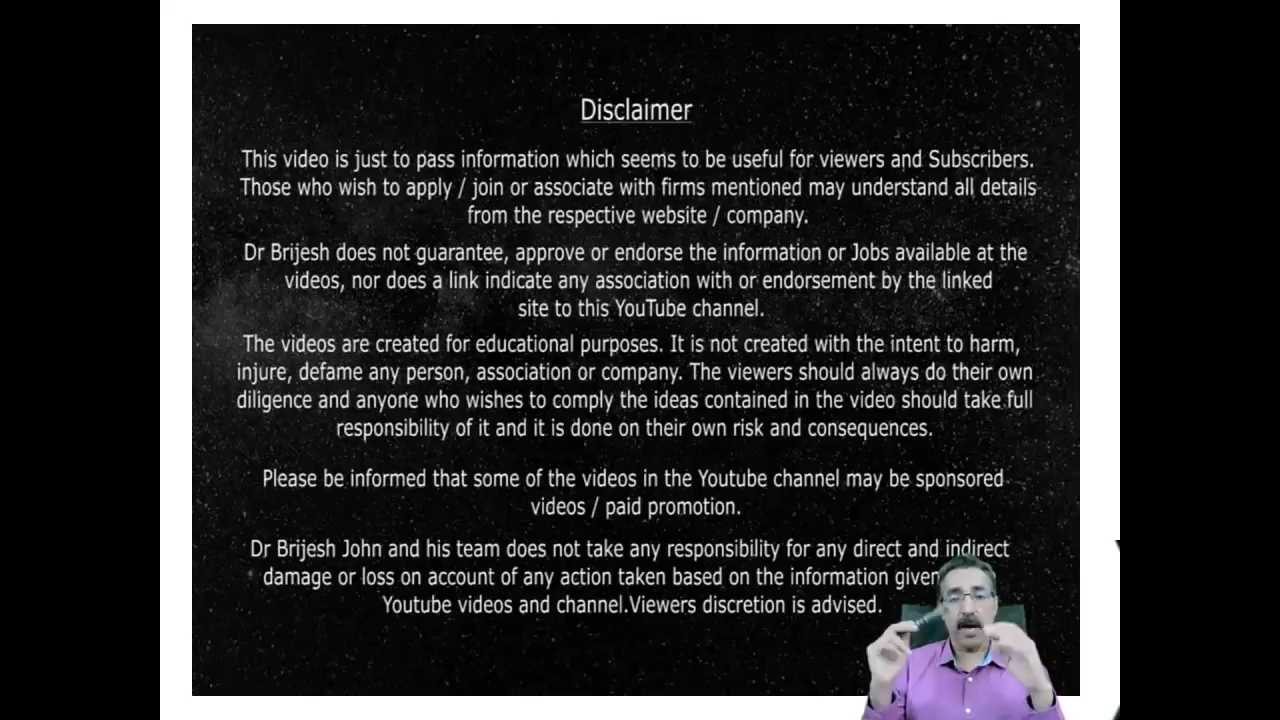 Disclaimer
This video is just to pass information which seems to be useful for viewers and Subscribers.
Those who wish to apply / join or associate with firms mentioned may understand all details
from the respective website / company.
Dr Brijesh does not guarantee, approve or endorse the information or Jobs available at the
videos, nor does a link indicate any association with or endorsement by the linked
site to this YouTube channel.
The videos are created for educational purposes. It is not created with the intent to harm,
injure, defame any person, association or company. The viewers should always do their own
diligence and anyone who wishes to comply the ideas contained in the video should take full
responsibility of it and it is done on their own risk and consequences.
Please be informed that some of the videos in the Youtube channel may be sponsored
videos / paid promotion.
Dr Brijesh John and his team does not take any responsibility for any direct and indirect
damage or loss on account of any action taken based on the information given
Youtube videos and channel.Viewers discretion is advised.